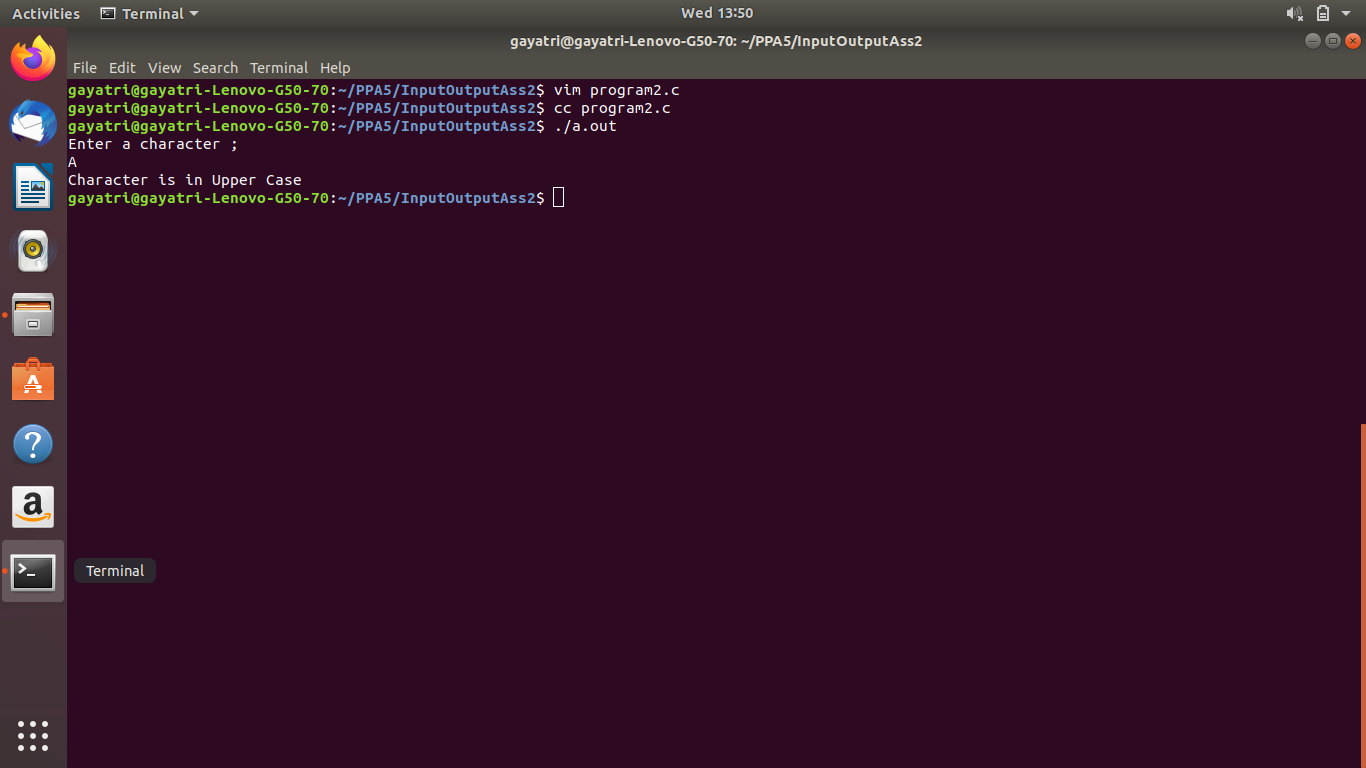 Activities Terminal Wed 13:50
gayatri@gayatri-Lenovo-G50-70: ~/PPA5/InputOutputAss2
File Edit View Search Terminal Help
gayatri@gayatri-Lenovo-G50-70:~/PPA5/InputOutputAss2$ vim program2.c
gayatri@gayatri-Lenovo-G50-70:~/PPA5/InputOutputAss2$ cc program2.c
gayatri@gayatri-Lenovo-G50-70:~/PPA5/InputOutputAss2$ ./a.out
Enter a character ;
A
Character is in Upper Case
gayatri@gayatri-Lenovo-G50-70:~/PPA5/InputOutputAss2$
Terminal